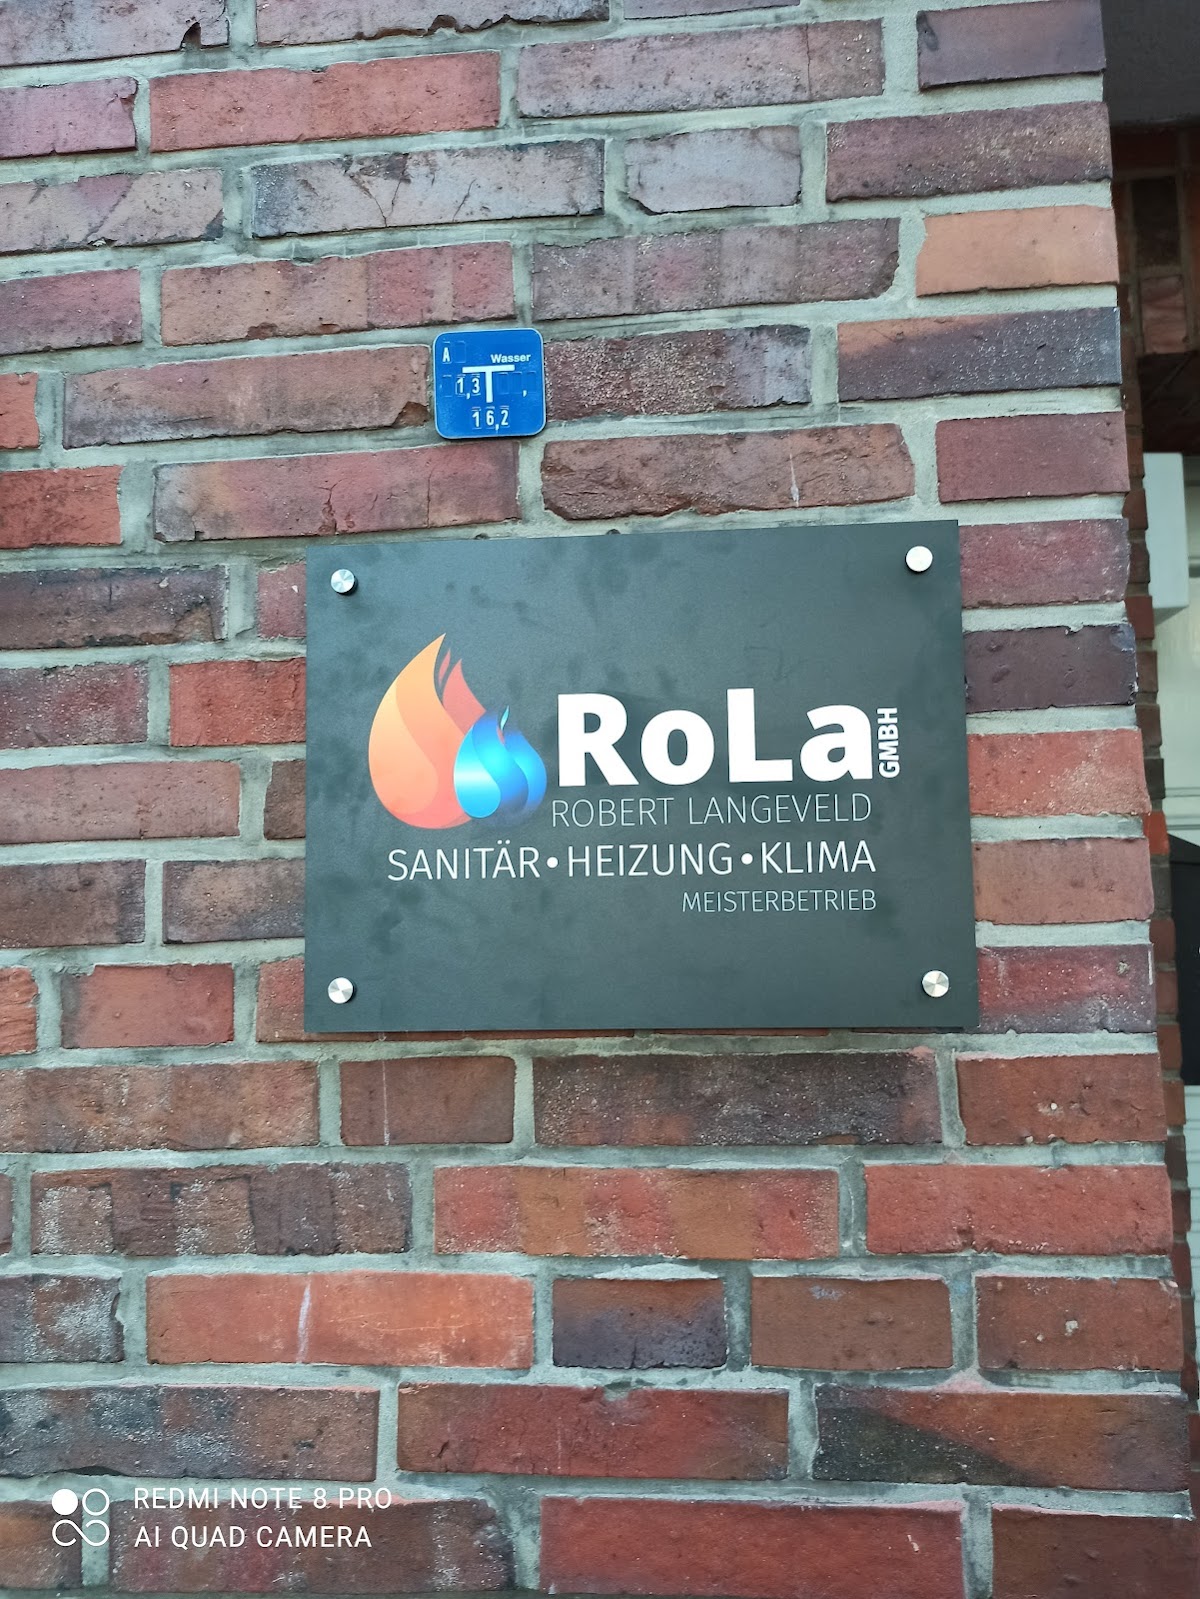 A Wasser
1,3 ,
16,2
RoLa GMBH
ROBERT LANGEVELD
SANITÄR•HEIZUNG•KLIMA
MEISTERBETRIEB
REDMI NOTE 8 PRO
AI QUAD CAMERA